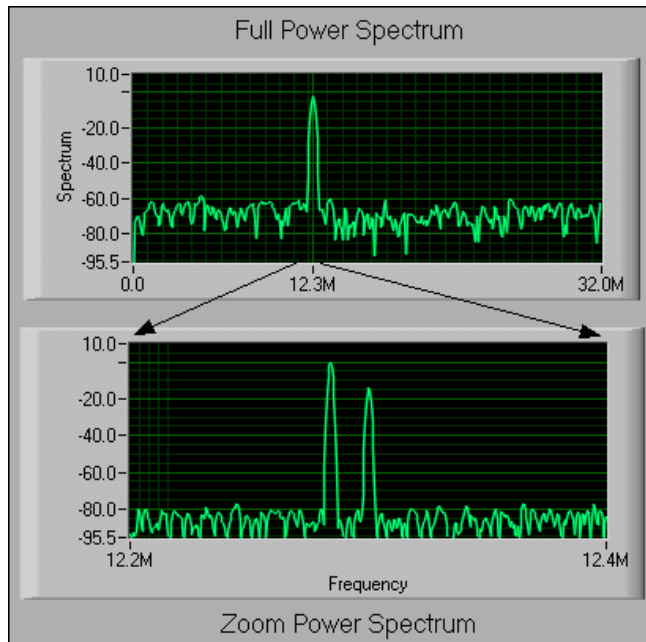 Full Power Spectrum
10.0
-20.0
-40.0
-60.0
-80.0
-95.5
Spectrum
0.0 12.3M 32.0M
10.0
-20.0
-40.0
-60.0
-80.0
-95.5
12.2M 12.4M
Frequency
Zoom Power Spectrum